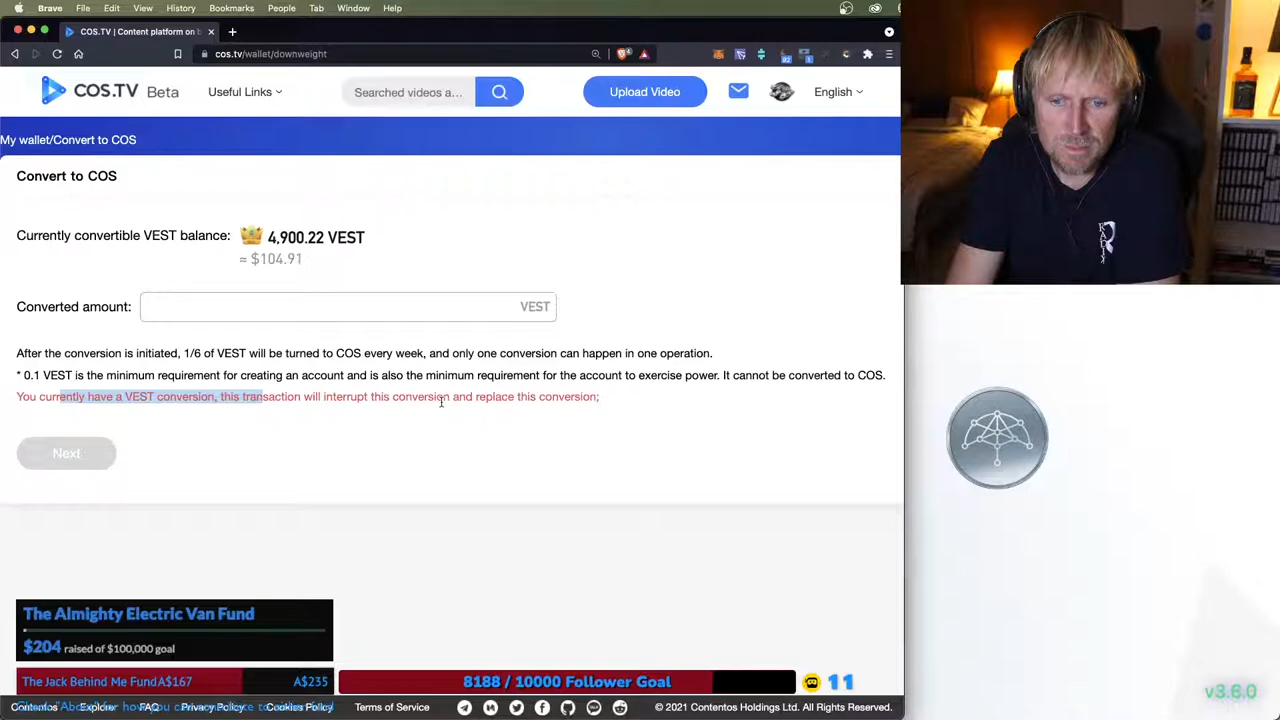 Brave File Edit View History Bookmarks People Tab Window Help
COS.TV | Content platform on b
cos.tv/wallet/downweight
COS.TV Beta
Useful Links
Searched videos a...
Upload Video
English
My wallet/Convert to COS
Convert to COS
Currently convertible VEST balance: 4,900.22 VEST
≈ $104.91
Converted amount: VEST
After the conversion is initiated, 1/6 of VEST will be turned to COS every week, and only one conversion can happen in one operation.
* 0.1 VEST is the minimum requirement for creating an account and is also the minimum requirement for the account to exercise power. It cannot be converted to COS.
You currently have a VEST conversion, this transaction will interrupt this conversion and replace this conversion;
Next
The Almighty Electric Van Fund
$204 raised of $100,000 goal
The Jack Behind Me Fund A$167 A$235
8188 / 10000 Follower Goal
11
Contentos Explorer FAQ Privacy Policy Cookies Policy Terms of Service
© 2021 Contentos Holdings Ltd. All Rights Reserved
v3.6.0